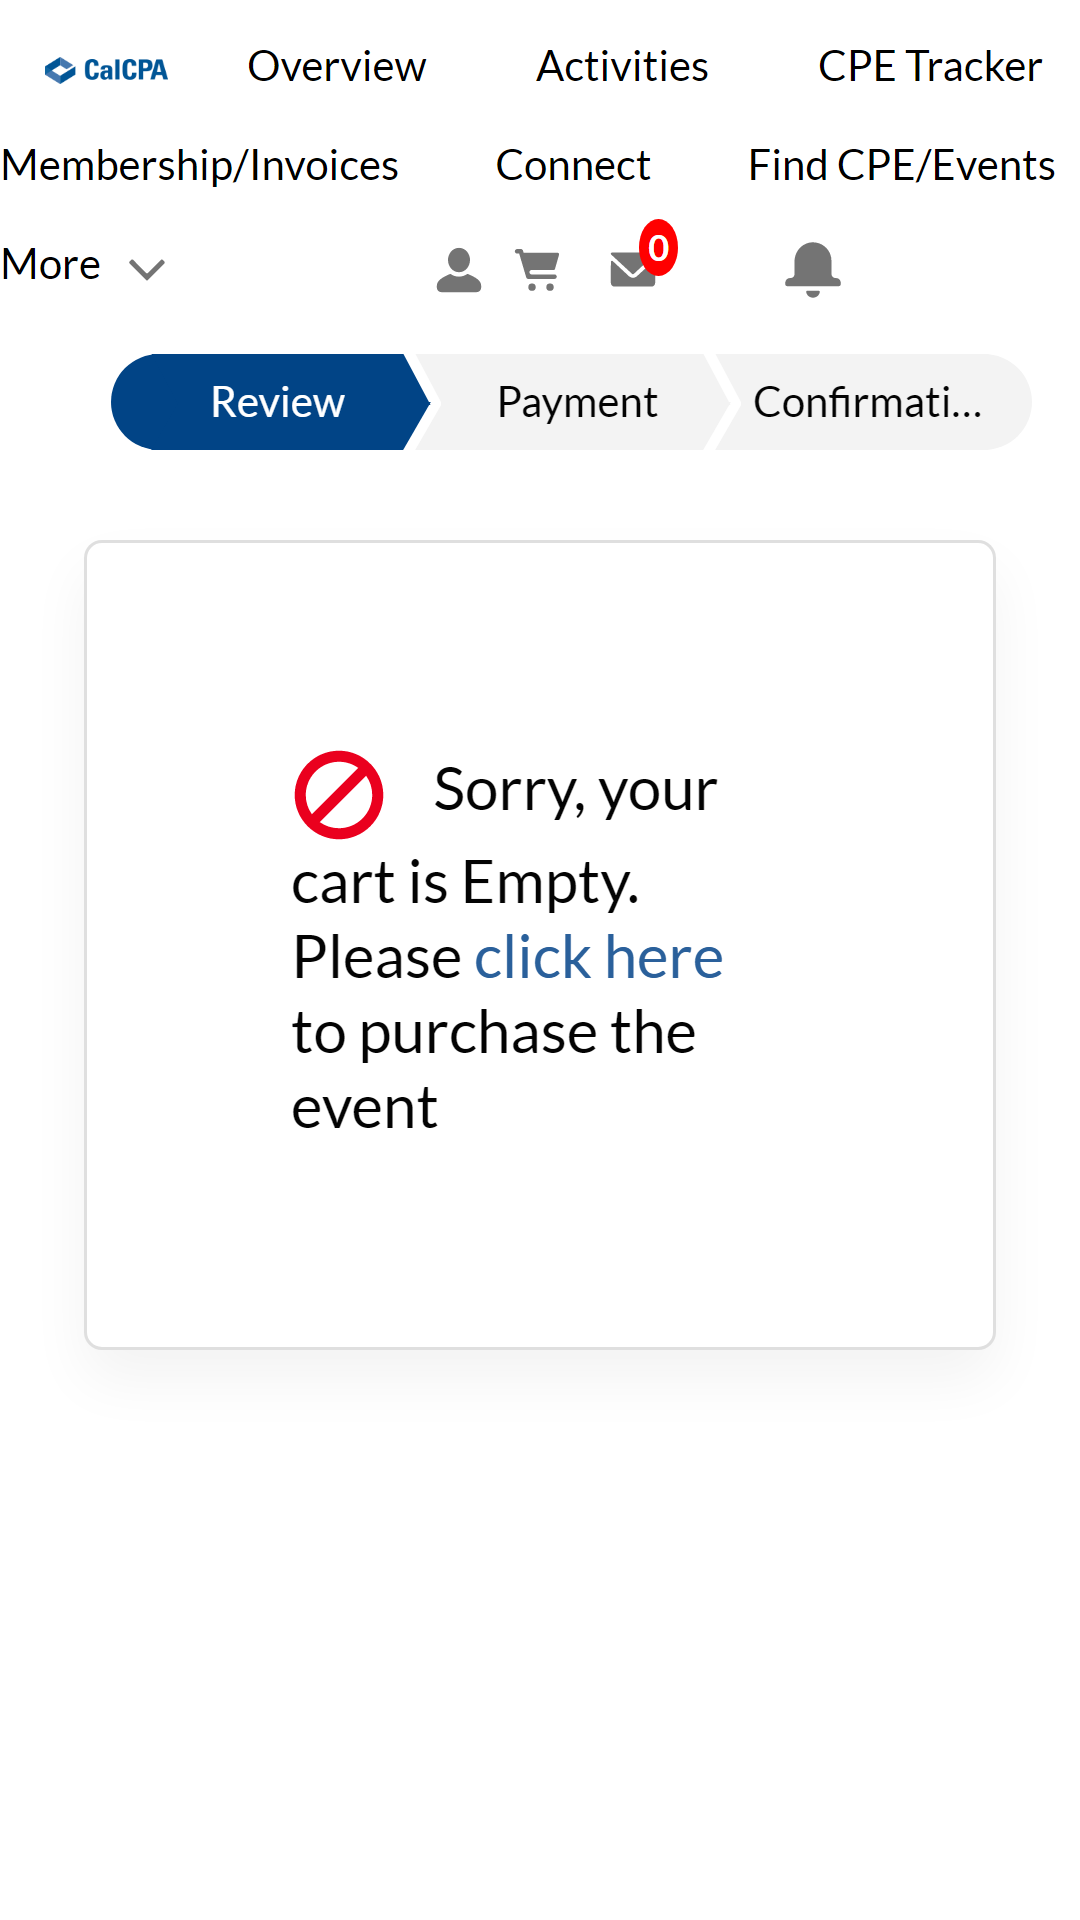 CalCPA Overview Activities CPE Tracker
Membership/Invoices Connect Find CPE/Events
More 0
Review Payment Confirmati...
Sorry, your
cart is Empty.
Please click here
to purchase the
event